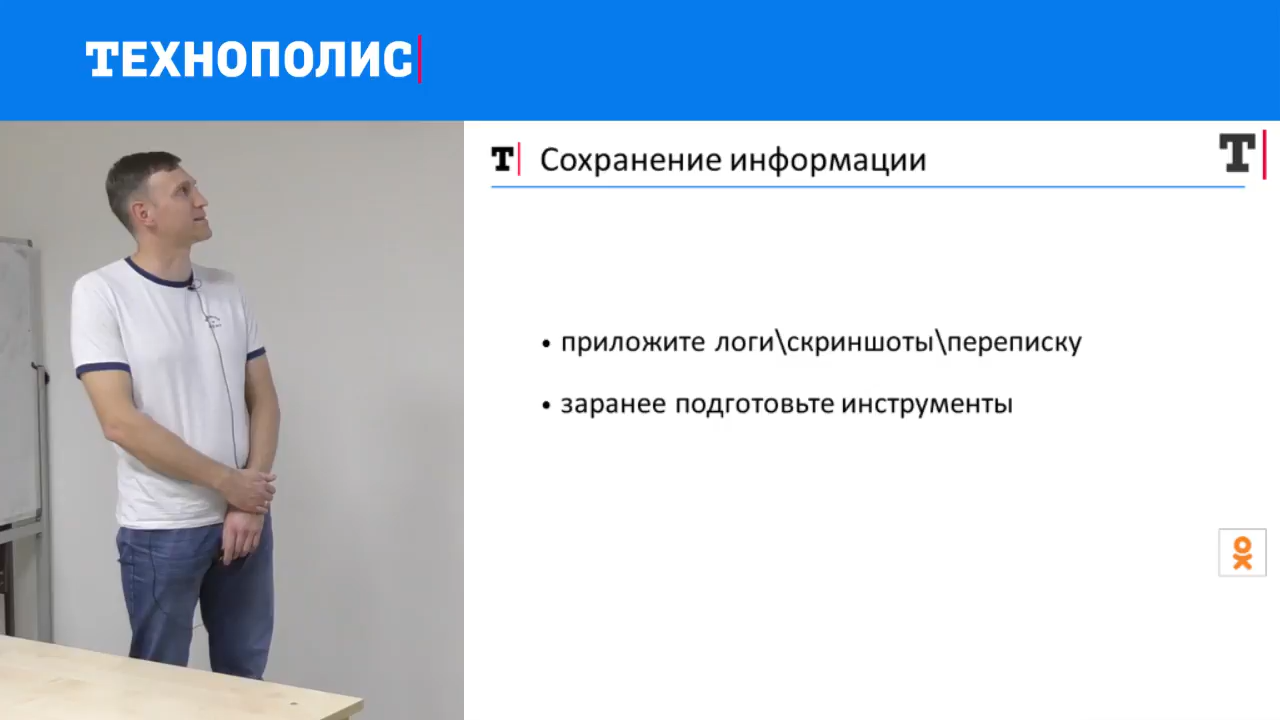 ТЕХНОПОЛИС
Т Сохранение информации
Т
• приложите логи\скриншоты\переписку
• заранее подготовьте инструменты